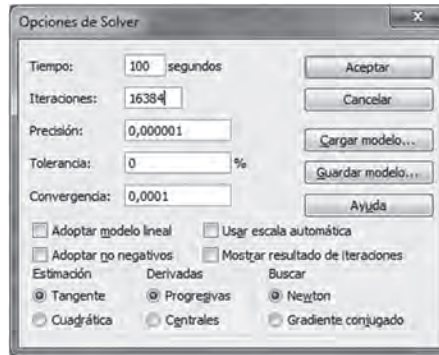 Opciones de Solver
x
Tiempo: 100 segundos Aceptar
Iteraciones: 16384 Cancelar
Precisión: 0,000001 Cargar modelo...
Tolerancia: 0 % Guardar modelo...
Convergencia: 0,0001 Ayuda
Adoptar modelo lineal Usar escala automática
Adoptar no negativos Mostrar resultado de iteraciones
Estimación Derivadas Buscar
Tangente Progresivas Newton
Cuadrática Centrales Gradiente conjugado